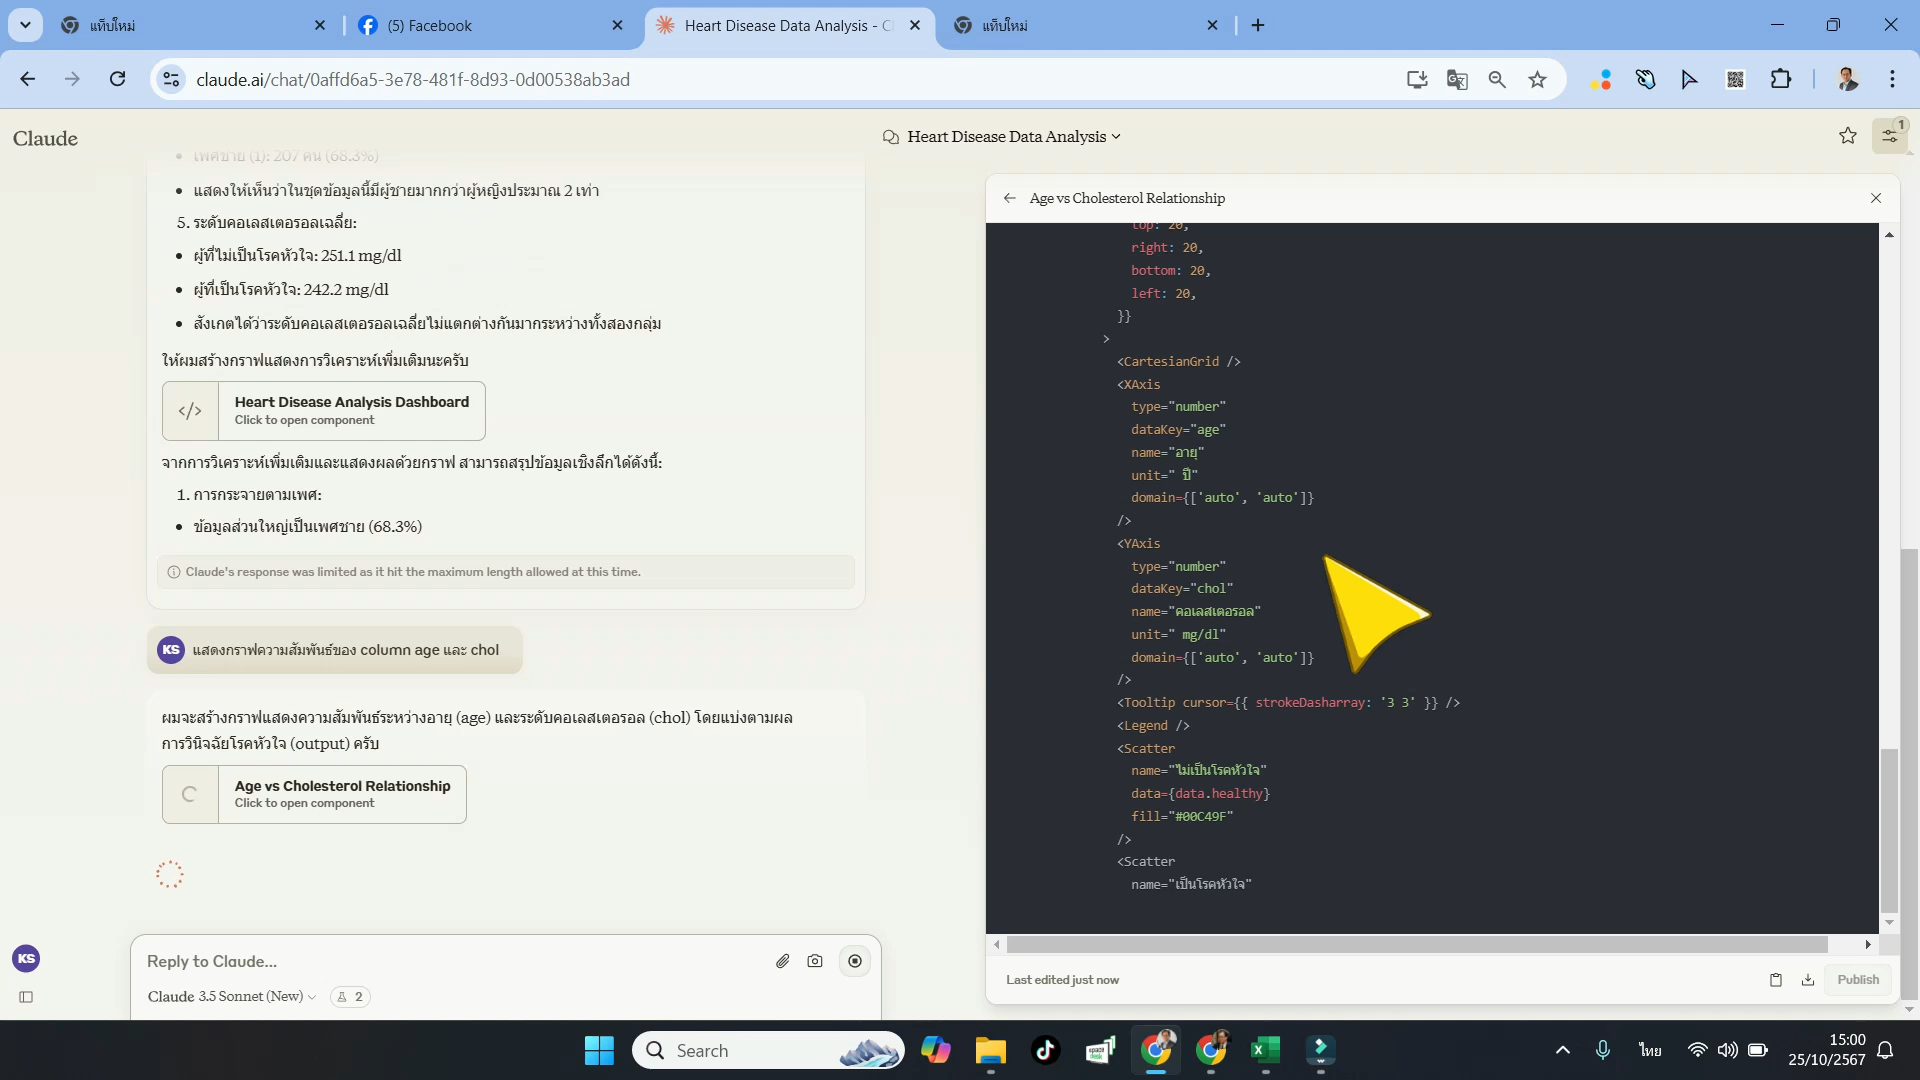 แท็บใหม่
(5) Facebook
Heart Disease Data Analysis - Cl
แท็บใหม่
claude.ai/chat/0affd6a5-3e78-481f-8d93-0d00538ab3ad
Claude
Heart Disease Data Analysis
1
เพศชาย (1): 207 คน (68.3%)
แสดงให้เห็นว่าในชุดข้อมูลนี้มีผู้ชายมากกว่าผู้หญิงประมาณ 2 เท่า
5. ระดับคอเลสเตอรอลเฉลี่ย:
ผู้ที่ไม่เป็นโรคหัวใจ: 251.1 mg/dl
ผู้ที่เป็นโรคหัวใจ: 242.2 mg/dl
สังเกตได้ว่าระดับคอเลสเตอรอลเฉลี่ยไม่แตกต่างกันมากระหว่างทั้งสองกลุ่ม
ให้ผมสร้างกราฟแสดงการวิเคราะห์เพิ่มเติมนะครับ
</>
Heart Disease Analysis Dashboard
Click to open component
จากการวิเคราะห์เพิ่มเติมและแสดงผลด้วยกราฟ สามารถสรุปข้อมูลเชิงลึกได้ดังนี้:
1. การกระจายตามเพศ:
ข้อมูลส่วนใหญ่เป็นเพศชาย (68.3%)
Claude's response was limited as it hit the maximum length allowed at this time.
KS แสดงกราฟความสัมพันธ์ของ column age และ chol
ผมจะสร้างกราฟแสดงความสัมพันธ์ระหว่างอายุ (age) และระดับคอเลสเตอรอล (chol) โดยแบ่งตามผล
การวินิจฉัยโรคหัวใจ (output) ครับ
Age vs Cholesterol Relationship
Click to open component
KS
Reply to Claude...
Claude 3.5 Sonnet (New)
2
Age vs Cholesterol Relationship
top: 20,
right: 20,
bottom: 20,
left: 20,
}}
>
<CartesianGrid />
<XAxis
type="number"
dataKey="age"
name="อายุ"
unit=" ปี"
domain={['auto', 'auto']}
/>
<YAxis
type="number"
dataKey="chol"
name="คอเลสเตอรอล"
unit=" mg/dl"
domain={['auto', 'auto']}
/>
<Tooltip cursor={{ strokeDasharray: '3 3' }} />
<Legend />
<Scatter
name="ไม่เป็นโรคหัวใจ"
data={data.healthy}
fill="#00C49F"
/>
<Scatter
name="เป็นโรคหัวใจ"
Last edited just now
Publish
Search
ไทย
15:00
25/10/2567